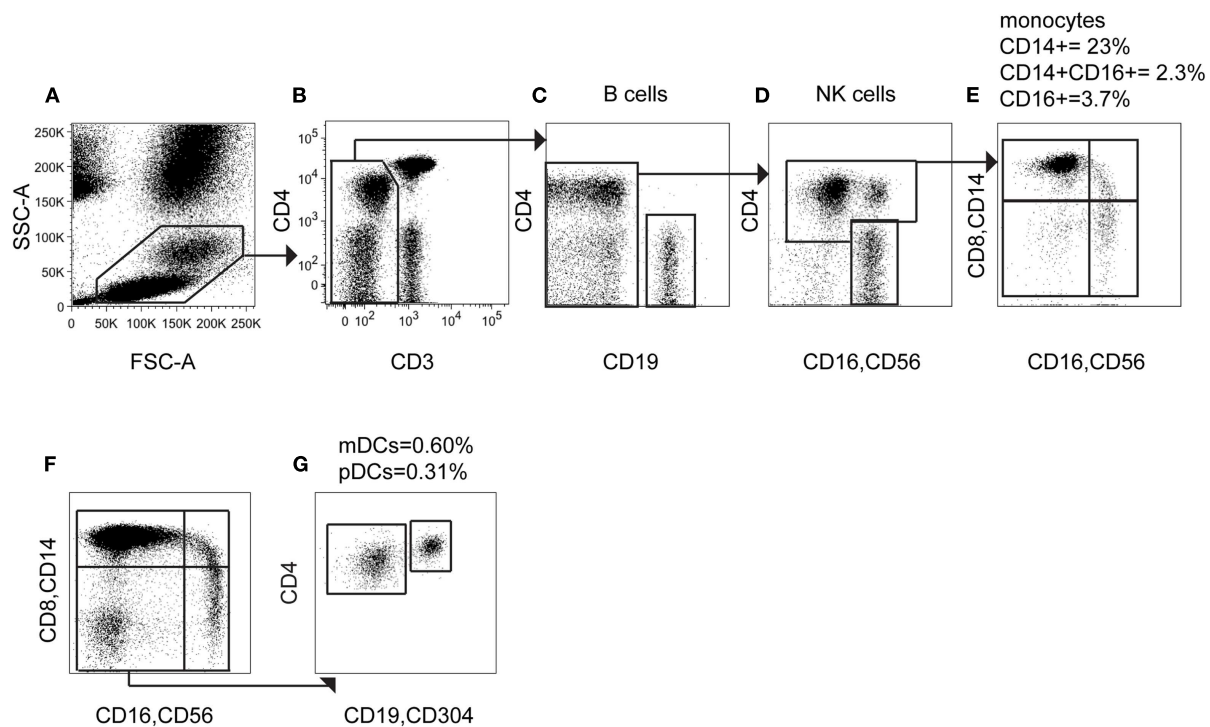 monocytes
CD14+= 23%
CD14+CD16+= 2.3%
CD16+=3.7%
A
B
C
B cells
D
NK cells
E
SSC-A
250K
200K
150K
100K
50K
0
0 50K 100K 150K 200K 250K
FSC-A
CD4
10^5
10^4
10^3
10^2
0
0 10^2 10^3 10^4 10^5
CD3
CD4
CD19
CD4
CD16,CD56
CD8,CD14
CD16,CD56
F
G
mDCs=0.60%
pDCs=0.31%
CD8,CD14
CD16,CD56
CD4
CD19,CD304